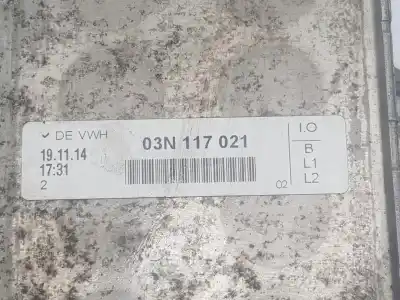 ✓ DE VWH
03N 117 021
I.O
19.11.14
B
17:31
L1
2
02
L2